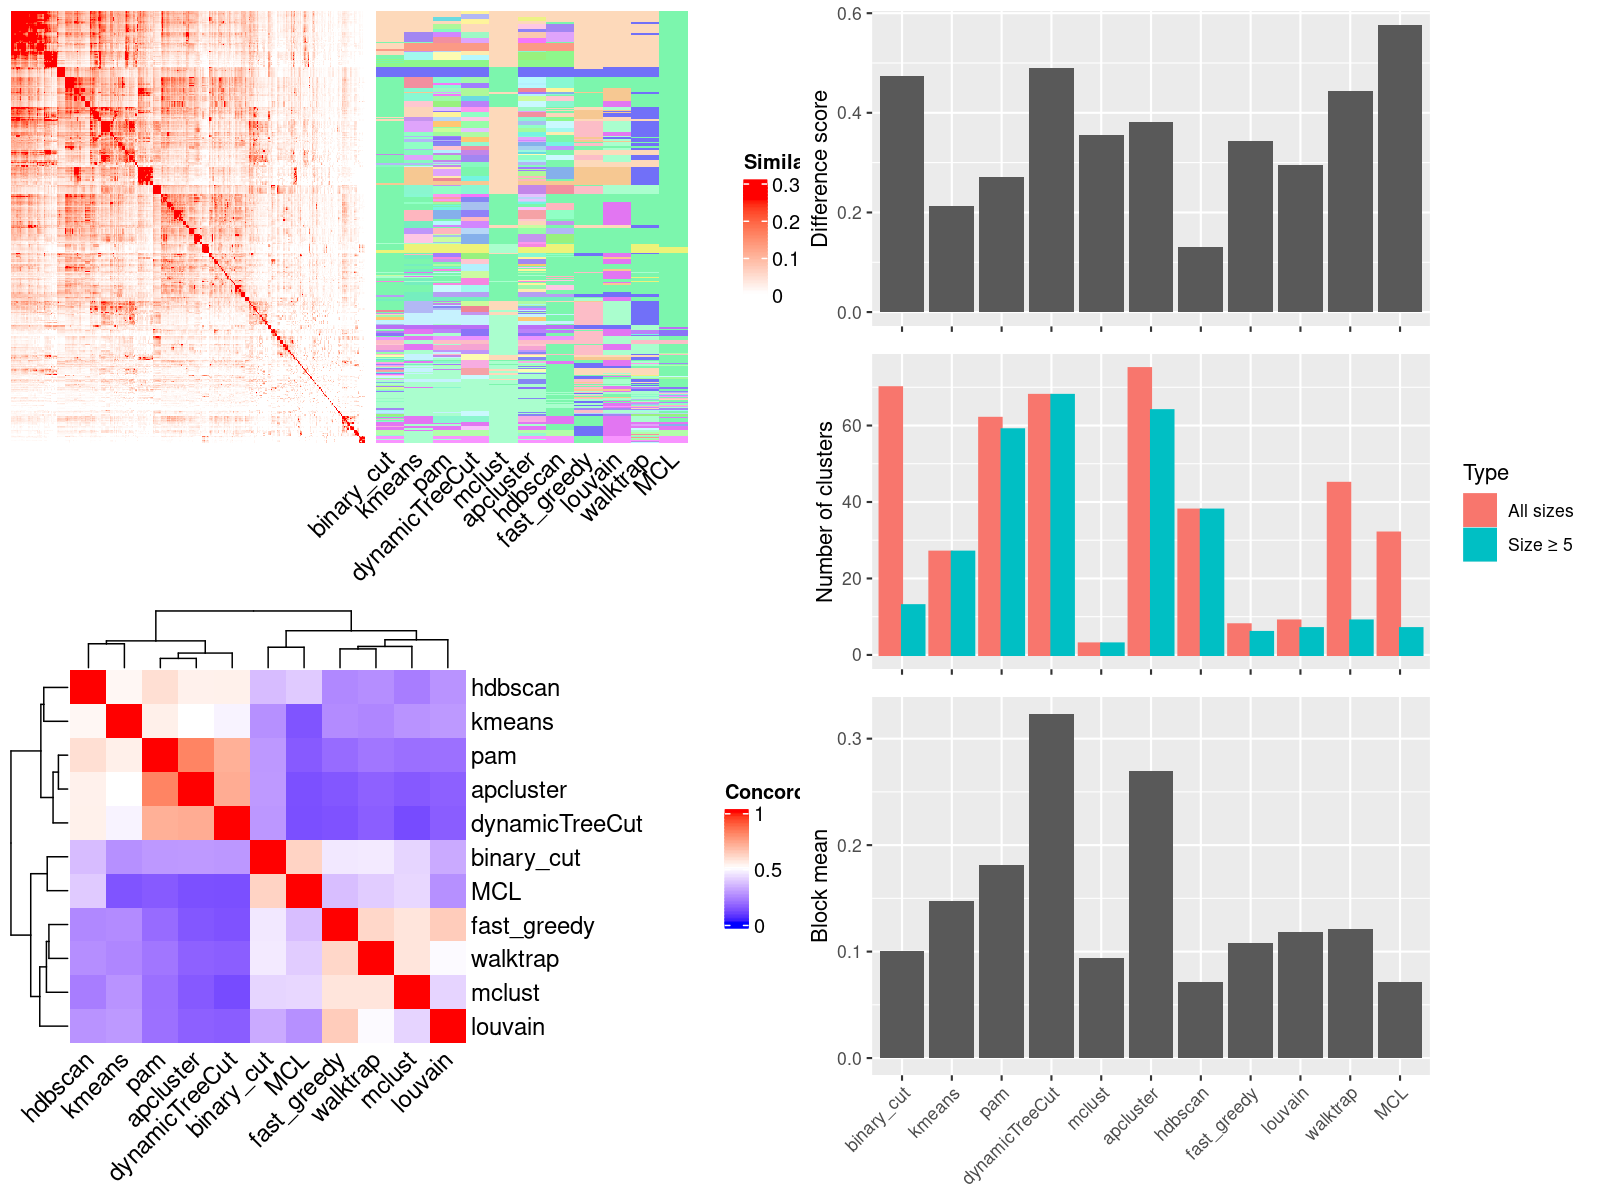 Simila
0.3
0.2
0.1
0
binary_cut
kmeans
pam
dynamicTreeCut
mclust
apcluster
hdbscan
fast_greedy
louvain
walktrap
MCL
hdbscan
kmeans
pam
apcluster
dynamicTreeCut
binary_cut
MCL
fast_greedy
walktrap
mclust
louvain
hdbscan
kmeans
pam
apcluster
dynamicTreeCut
binary_cut
MCL
fast_greedy
walktrap
mclust
louvain
Concord
1
0.5
0
Difference score
0.6
0.4
0.2
0.0
Number of clusters
60
40
20
0
Type
All sizes
Size ≥ 5
Block mean
0.3
0.2
0.1
0.0
binary_cut
kmeans
pam
dynamicTreeCut
mclust
apcluster
hdbscan
fast_greedy
louvain
walktrap
MCL